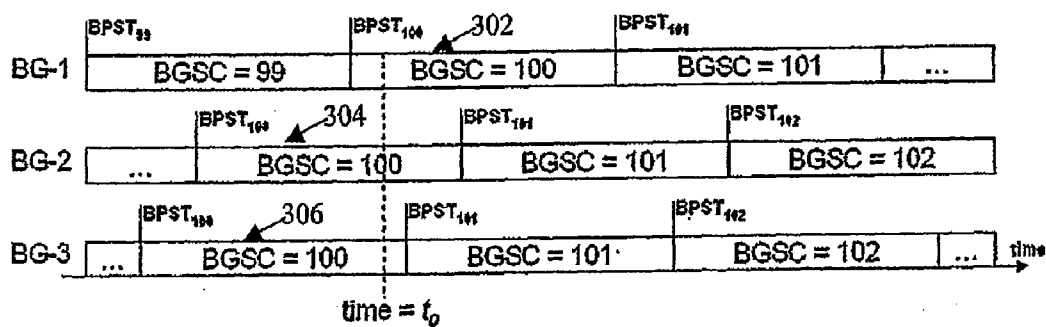 BPST₉₉ BPST₁₀₀ 302 BPST₁₀₁
BG-1 BGSC = 99 BGSC = 100 BGSC = 101 ...
BPST₁₀₀ 304 BPST₁₀₁ BPST₁₀₂
BG-2 ... BGSC = 100 BGSC = 101 BGSC = 102
BPST₁₀₀ 306 BPST₁₀₁ BPST₁₀₂
BG-3 ... BGSC = 100 BGSC = 101 BGSC = 102 ... time
time = t₀